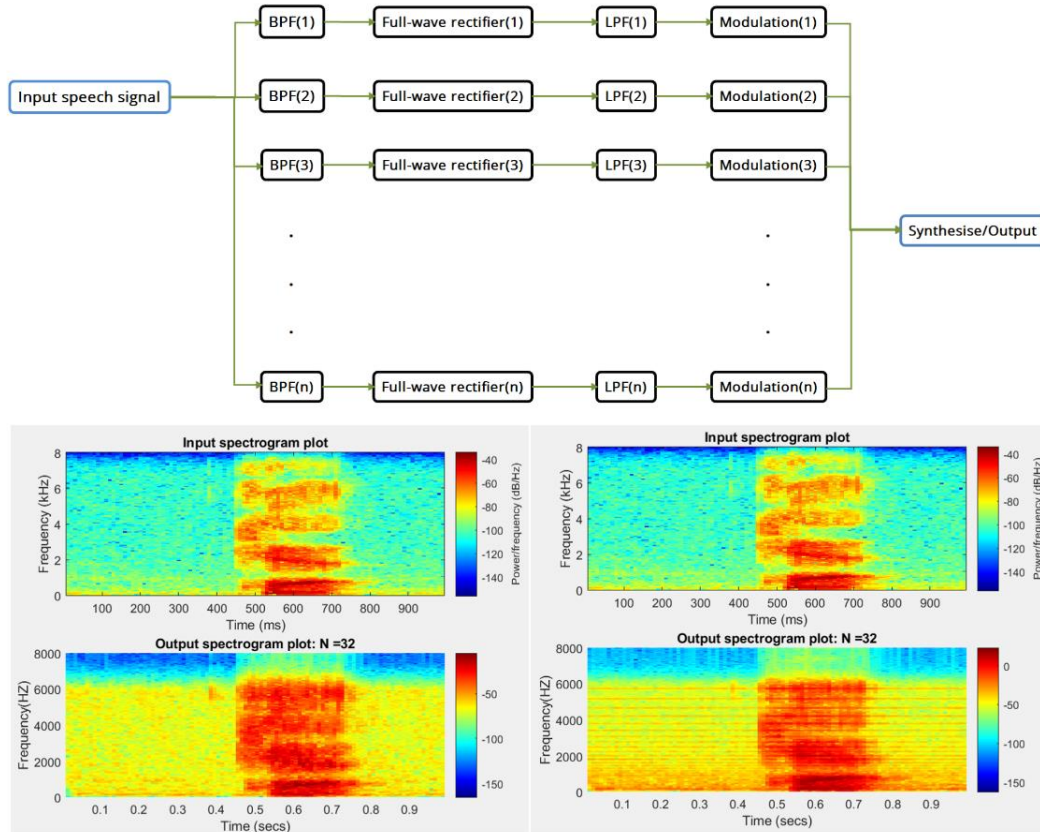 BPF(1) Full-wave rectifier(1) LPF(1) Modulation(1)
Input speech signal
BPF(2) Full-wave rectifier(2) LPF(2) Modulation(2)
BPF(3) Full-wave rectifier(3) LPF(3) Modulation(3)
Synthesise/Output
BPF(n) Full-wave rectifier(n) LPF(n) Modulation(n)
Input spectrogram plot
Frequency (kHz)
8
6
4
2
0
100 200 300 400 500 600 700 800 900
Time (ms)
-40
-60
-80
-100
-120
-140
Power/frequency (dB/Hz)
Input spectrogram plot
Frequency (kHz)
8
6
4
2
0
100 200 300 400 500 600 700 800 900
Time (ms)
-40
-60
-80
-100
-120
-140
Power/frequency (dB/Hz)
Output spectrogram plot: N =32
Frequency(HZ)
8000
6000
4000
2000
0
0.1 0.2 0.3 0.4 0.5 0.6 0.7 0.8 0.9
Time (secs)
-50
-100
-150
Output spectrogram plot: N =32
Frequency(HZ)
8000
6000
4000
2000
0
0.1 0.2 0.3 0.4 0.5 0.6 0.7 0.8 0.9
Time (secs)
0
-50
-100
-150